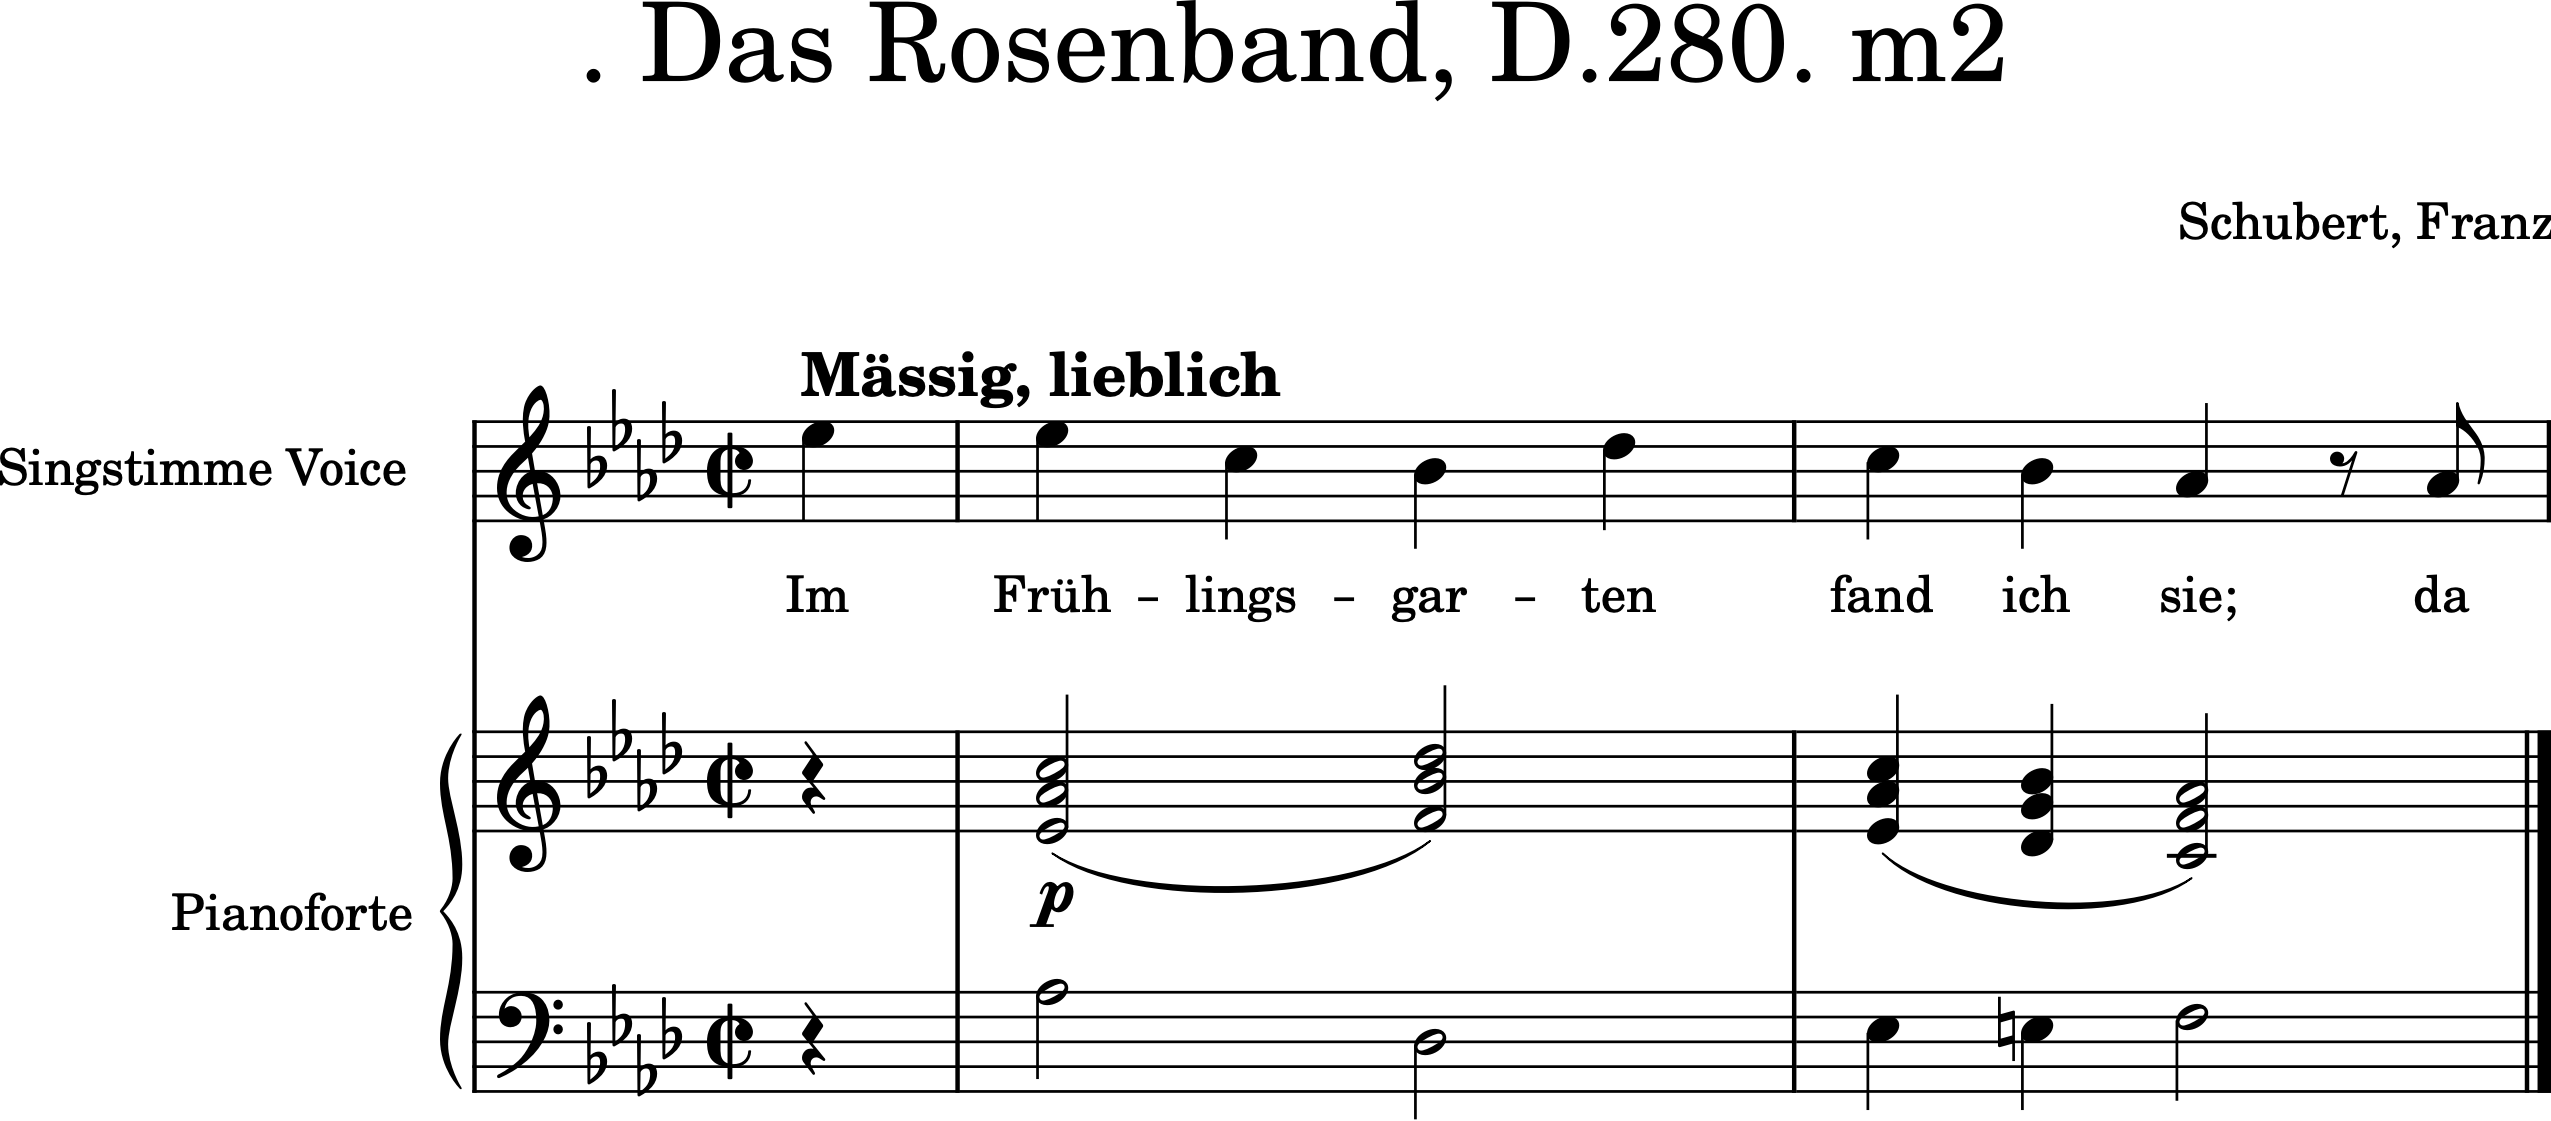 . Das Rosenband, D.280. m2
Schubert, Franz
Mässig, lieblich
Singstimme Voice
Im Früh – lings – gar – ten fand ich sie; da
p
Pianoforte